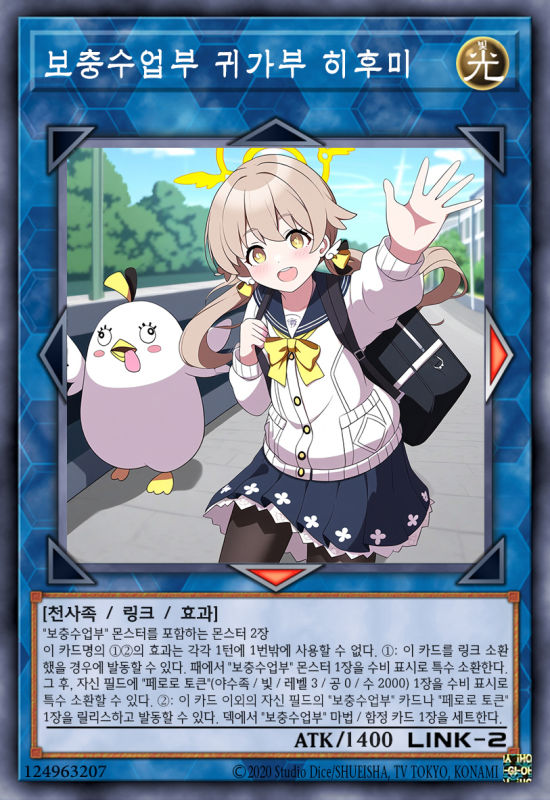 보충수업부 귀가부 히후미
빛
光
[천사족 / 링크 / 효과]
"보충수업부" 몬스터를 포함하는 몬스터 2장
이 카드명의 ①②의 효과는 각각 1턴에 1번밖에 사용할 수 없다. ①: 이 카드를 링크 소환
했을 경우에 발동할 수 있다. 패에서 "보충수업부" 몬스터 1장을 수비 표시로 특수 소환한다.
그 후, 자신 필드에 "페로로 토큰"(야수족 / 빛 / 레벨 3 / 공 0 / 수 2000) 1장을 수비 표시로
특수 소환할 수 있다. ②: 이 카드 이외의 자신 필드의 "보충수업부" 카드나 "페로로 토큰"
1장을 릴리스하고 발동할 수 있다. 덱에서 "보충수업부" 마법 / 함정 카드 1장을 세트한다.
ATK/1400 LINK-2
124963207 ©2020 Studio Dice/SHUEISHA, TV TOKYO, KONAMI